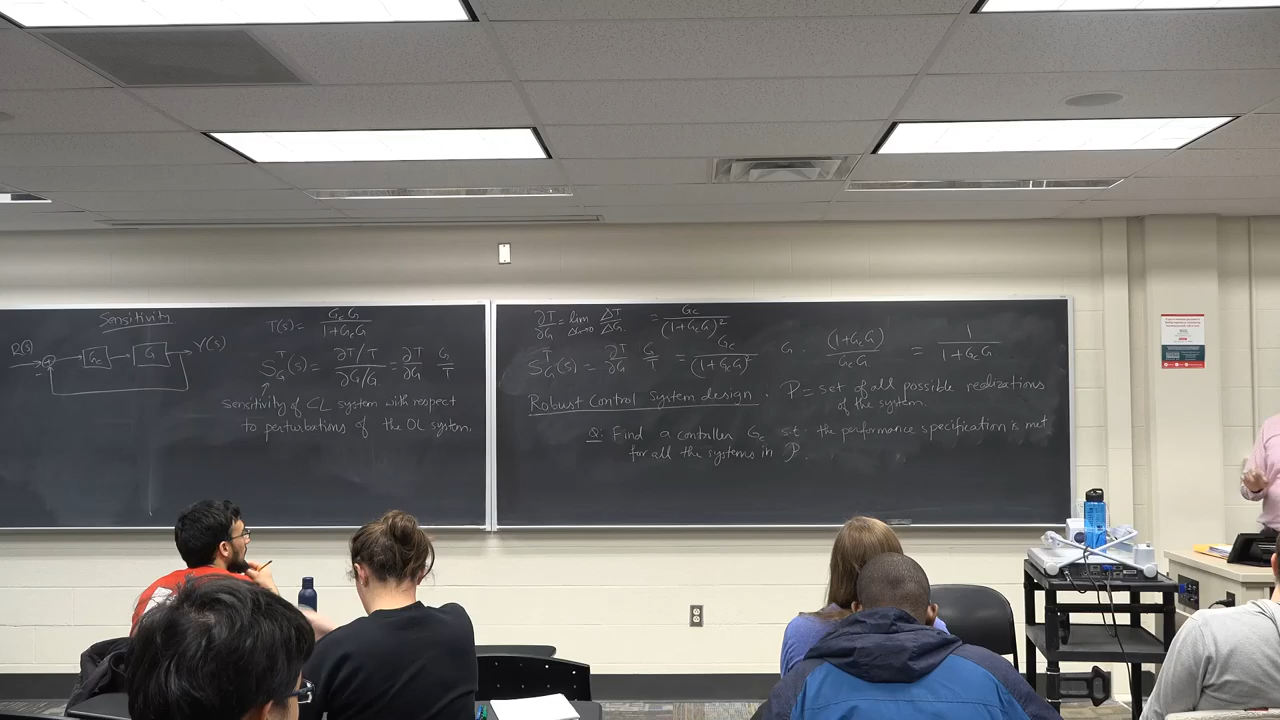 Sensitivity
R(s)
+
-
Gc
G
Y(s)
T(s) = GcG / 1+GcG
S_G^T(s) = ∂T/T / ∂G/G = ∂T/∂G G/T
Sensitivity of CL system with respect
to perturbations of the OL system.
∂T/∂G = lim ΔG→0 ΔT/ΔG = Gc / (1+GcG)²
S_G^T(s) = ∂T/∂G G/T = Gc / (1+GcG)² G · (1+GcG) / GcG = 1 / 1+GcG
Robust Control System design. P = set of all possible realizations
of the system.
Q: Find a controller Gc s.t. the performance specification is met
for all the systems in P.